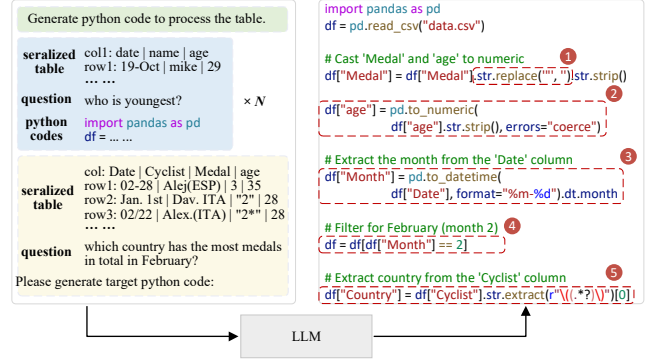 Generate python code to process the table.
seralized table
col1: date | name | age
row1: 19-Oct | mike | 29
... ...
question
who is youngest?
python codes
import pandas as pd
df = ... ...
× N
seralized table
col: Date | Cyclist | Medal | age
row1: 02-28 | Alej(ESP) | 3 | 35
row2: Jan. 1st | Dav. ITA | "2" | 28
row3: 02/22 | Alex.(ITA) | "2*" | 28
... ...
question
which country has the most medals
in total in February?
Please generate target python code:
import pandas as pd
df = pd.read_csv("data.csv")
# Cast 'Medal' and 'age' to numeric
1
df["Medal"] = df["Medal"].str.replace('"', '').str.strip()
2
df["age"] = pd.to_numeric(
df["age"].str.strip(), errors="coerce")
# Extract the month from the 'Date' column
3
df["Month"] = pd.to_datetime(
df["Date"], format="%m-%d").dt.month
# Filter for February (month 2)
4
df = df[df["Month"] == 2]
# Extract country from the 'Cyclist' column
5
df["Country"] = df["Cyclist"].str.extract(r"\((.*?)\)")[0]
LLM